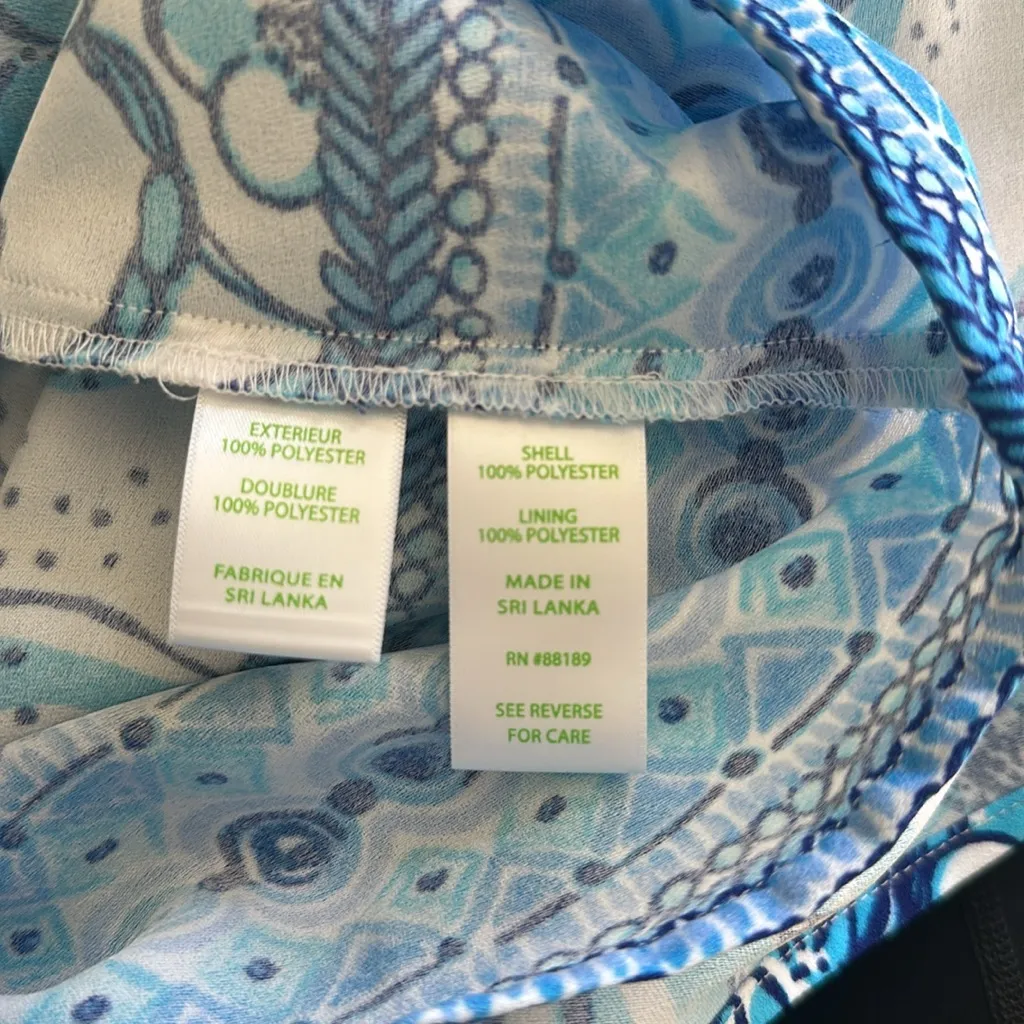 EXTERIEUR
100% POLYESTER
DOUBLURE
100% POLYESTER
FABRIQUE EN
SRI LANKA
SHELL
100% POLYESTER
LINING
100% POLYESTER
MADE IN
SRI LANKA
RN #88189
SEE REVERSE
FOR CARE